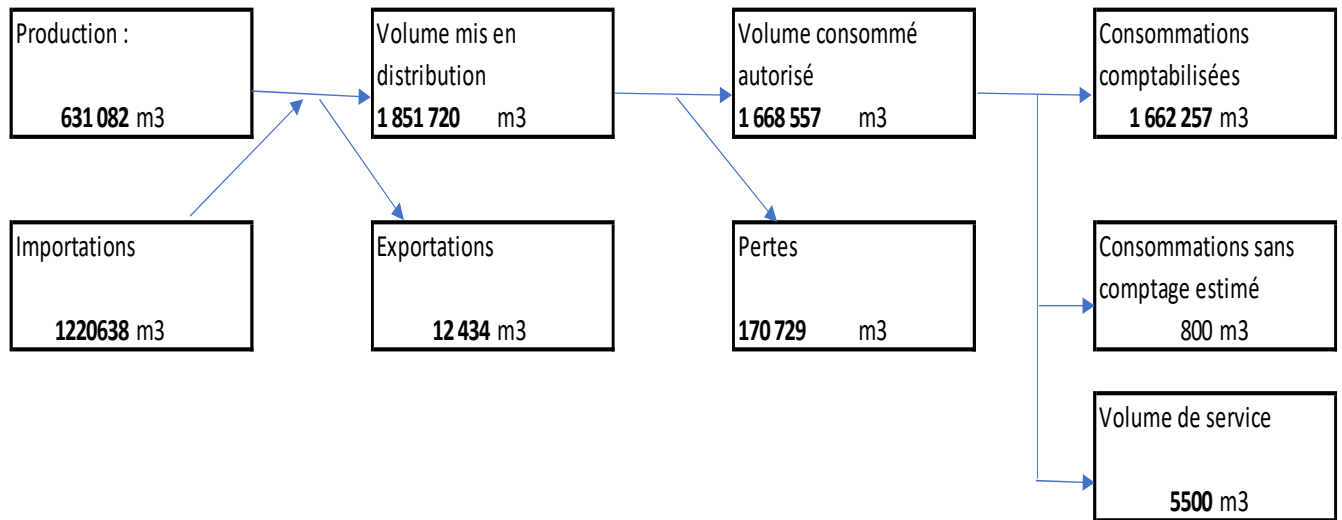 Production :
631 082 m3
Volume mis en
distribution
1 851 720 m3
Volume consommé
autorisé
1 668 557 m3
Consommations
comptabilisées
1 662 257 m3
Importations
1220638 m3
Exportations
12 434 m3
Pertes
170 729 m3
Consommations sans
comptage estimé
800 m3
Volume de service
5500 m3